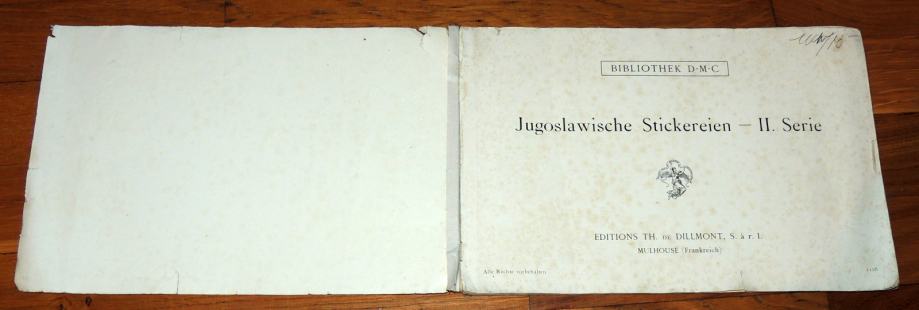 BIBLIOTHEK D·M·C
Jugoslawische Stickereien — II. Serie
EDITIONS TH. DE DILLMONT, S. à r. l.
MULHOUSE (Frankreich)
Alle Rechte vorbehalten